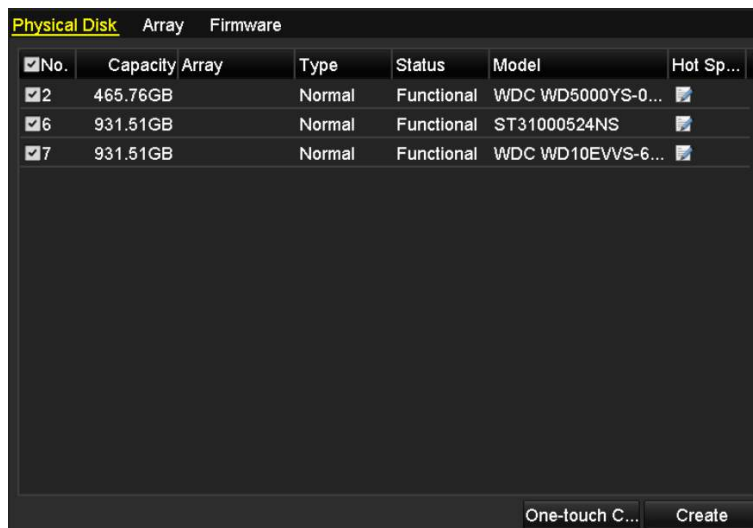 Physical Disk Array Firmware
No. Capacity Array Type Status Model Hot Sp...
2 465.76GB Normal Functional WDC WD5000YS-0...
6 931.51GB Normal Functional ST31000524NS
7 931.51GB Normal Functional WDC WD10EVVS-6...
One-touch C... Create